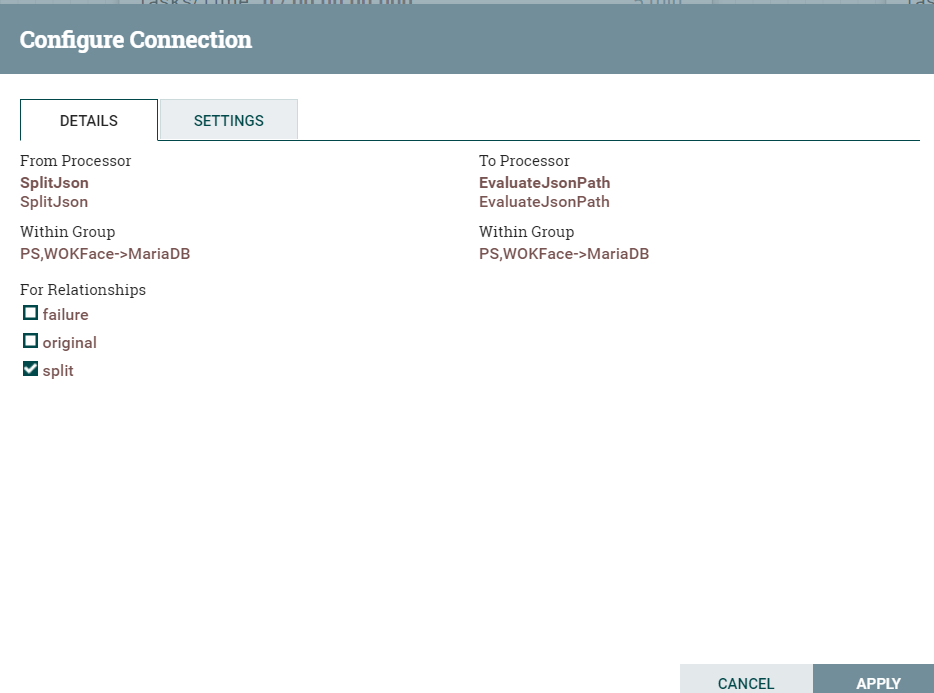 Configure Connection
DETAILS
SETTINGS
From Processor
SplitJson
SplitJson
Within Group
PS,WOKFace->MariaDB
To Processor
EvaluateJsonPath
EvaluateJsonPath
Within Group
PS,WOKFace->MariaDB
For Relationships
failure
original
split
CANCEL
APPLY